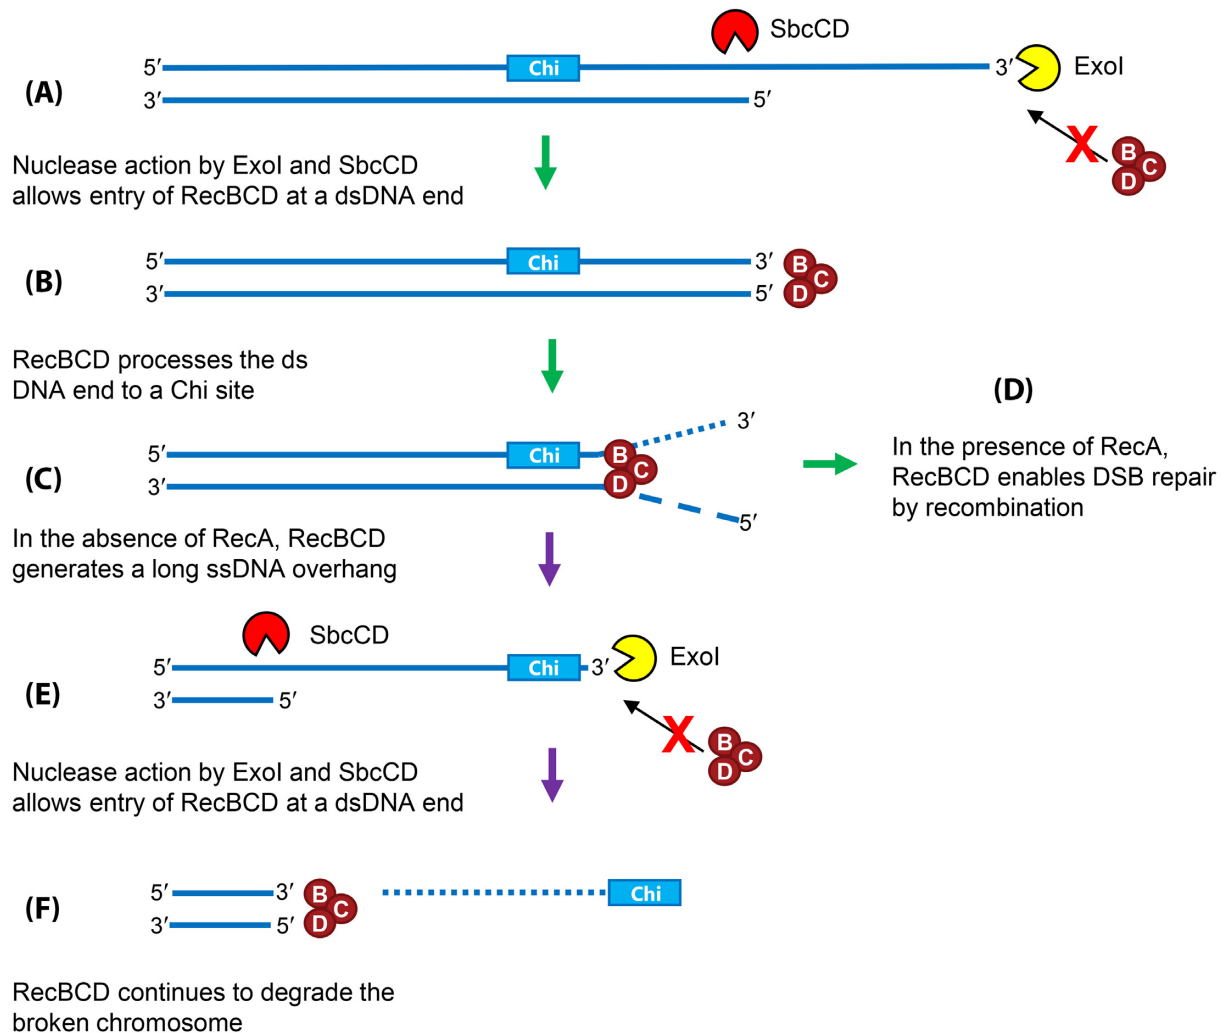 SbcCD
5′ Chi 3′ ExoI
(A)
3′ 5′
B
C
D
X
Nuclease action by ExoI and SbcCD
allows entry of RecBCD at a dsDNA end
5′ Chi 3′ B
(B) C
3′ 5′ D
RecBCD processes the ds
DNA end to a Chi site
(D)
3′
5′ Chi B
(C) C
3′ D
5′
In the presence of RecA,
RecBCD enables DSB repair
by recombination
In the absence of RecA, RecBCD
generates a long ssDNA overhang
SbcCD
5′ Chi 3′ ExoI
(E)
3′ 5′
X
B
C
D
Nuclease action by ExoI and SbcCD
allows entry of RecBCD at a dsDNA end
5′ 3′ B Chi
(F) C
3′ 5′ D
RecBCD continues to degrade the
broken chromosome